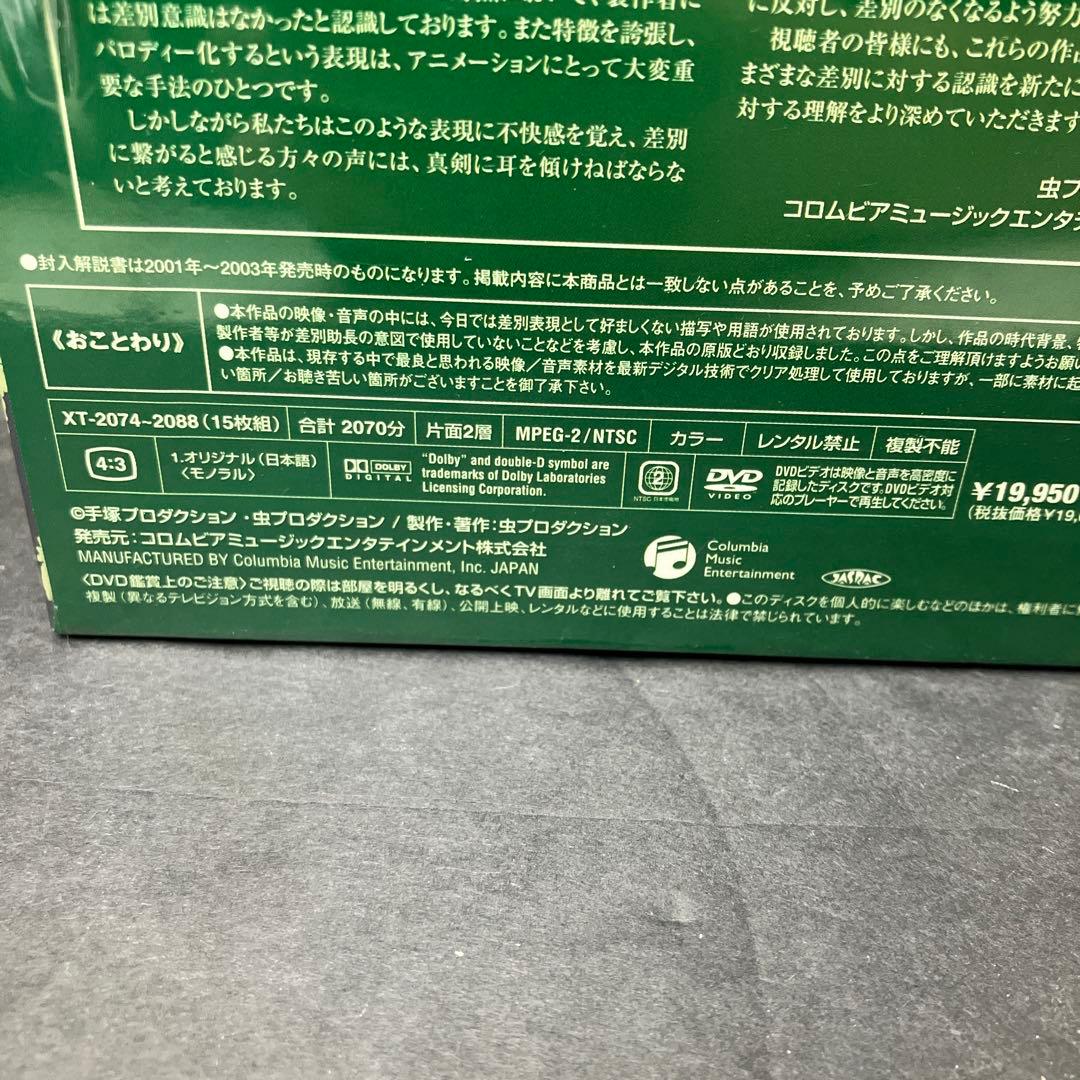 は差別意識はなかったと認識しております。また特徴を誇張し、
パロディー化するという表現は、アニメーションにとって大変重
要な手法のひとつです。
しかしながら私たちはこのような表現に不快感を覚え、差別
に繋がると感じる方々の声には、真剣に耳を傾けねばならな
いと考えております。
に反対し、差別のなくなるよう努力
視聴者の皆様にも、これらの作品
まざまな差別に対する認識を新たに
対する理解をより深めていただきます
虫プ
コロムビアミュージックエンタテ
●封入解説書は2001年〜2003年発売時のものになります。掲載内容に本商品とは一致しない点があることを、予めご了承ください。
《おことわり》
●本作品の映像・音声の中には、今日では差別表現として好ましくない描写や用語が使用されております。しかし、作品の時代背景、
製作者等が差別助長の意図で使用していないことなどを考慮し、本作品の原版どおり収録しました。この点をご理解頂けますようお願い
●本作品は、現存する中で最良と思われる映像／音声素材を最新デジタル技術でクリア処理して使用しておりますが、一部に素材に起
い箇所／お聴き苦しい箇所がございますことを御了承下さい。
XT-2074~2088(15枚組) 合計 2070分 片面2層 MPEG-2/NTSC カラー レンタル禁止 複製不能
4:3
1.オリジナル(日本語)
〈モノラル〉
DOLBY
DIGITAL
"Dolby" and double-D symbol are
trademarks of Dolby Laboratories
Licensing Corporation.
2
NTSC 日本市場用
DVD
VIDEO
DVDビデオは映像と音声を高密度に
記録したディスクです。DVDビデオ対
応のプレーヤーで再生してください。
¥19,950
(税抜価格¥19,
©手塚プロダクション・虫プロダクション / 製作・著作:虫プロダクション
発売元:コロムビアミュージックエンタテインメント株式会社
MANUFACTURED BY Columbia Music Entertainment, Inc. JAPAN
Columbia
Music
Entertainment
JASRAC
〈DVD鑑賞上のご注意〉ご視聴の際は部屋を明るくし、なるべくTV画面より離れてご覧下さい。●このディスクを個人的に楽しむなどのほかは、権利者に
複製(異なるテレビジョン方式を含む)、放送(無線、有線)、公開上映、レンタルなどに使用することは法律で禁じられています。